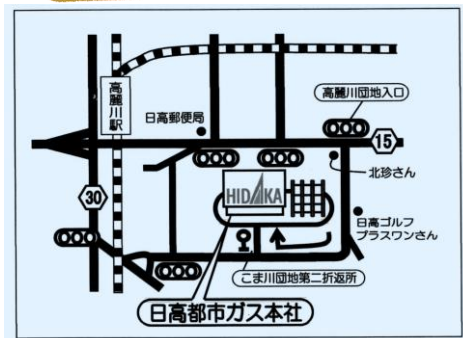 高麗川駅
日高郵便局
高麗川団地入口
15
北珍さん
30
HIDAKA
日高ゴルフ
プラスワンさん
こま川団地第二折返所
日高都市ガス本社